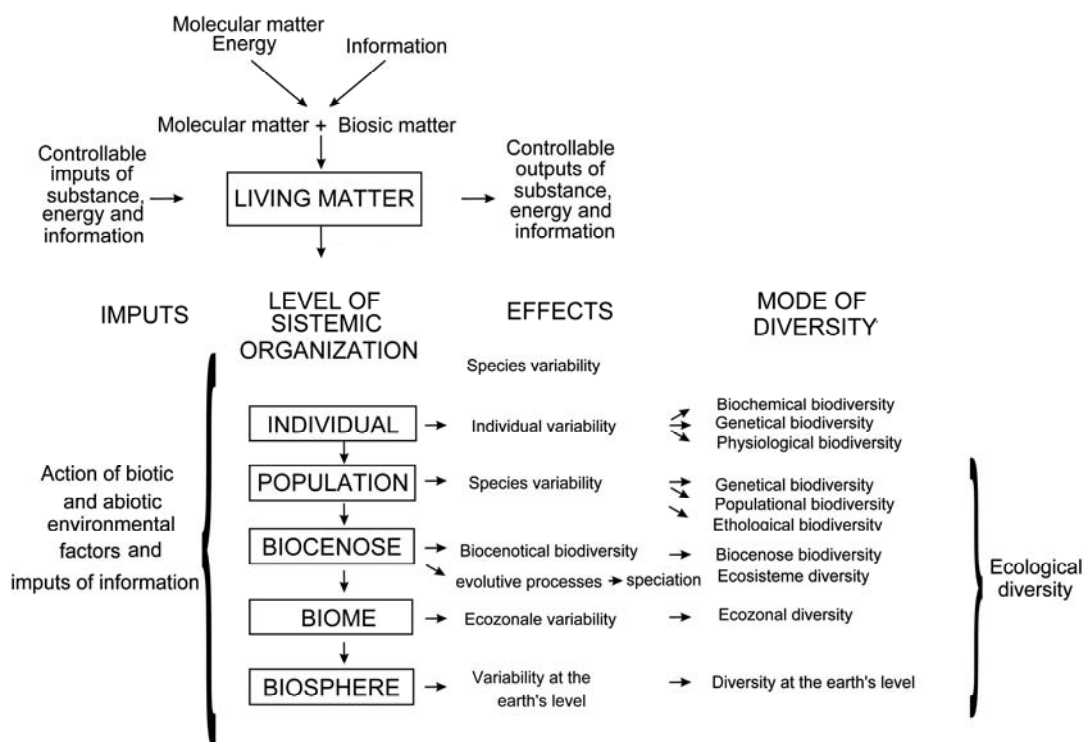 Molecular matter
Energy
Information
Molecular matter + Biosic matter
Controllable
imputs of
substance,
energy and
information
LIVING MATTER
Controllable
outputs of
substance,
energy and
information
IMPUTS
LEVEL OF
SISTEMIC
ORGANIZATION
EFFECTS
MODE OF
DIVERSITY
Species variability
INDIVIDUAL
Individual variability
Biochemical biodiversity
Genetical biodiversity
Physiological biodiversity
Action of biotic
and abiotic
environmental
factors and
imputs of information
POPULATION
Species variability
Genetical biodiversity
Populational biodiversity
Ethological biodiversity
BIOCENOSE
Biocenotical biodiversity
evolutive processes
speciation
Biocenose biodiversity
Ecosisteme diversity
BIOME
Ecozonale variability
Ecozonal diversity
BIOSPHERE
Variability at the
earth's level
Diversity at the earth's level
Ecological
diversity